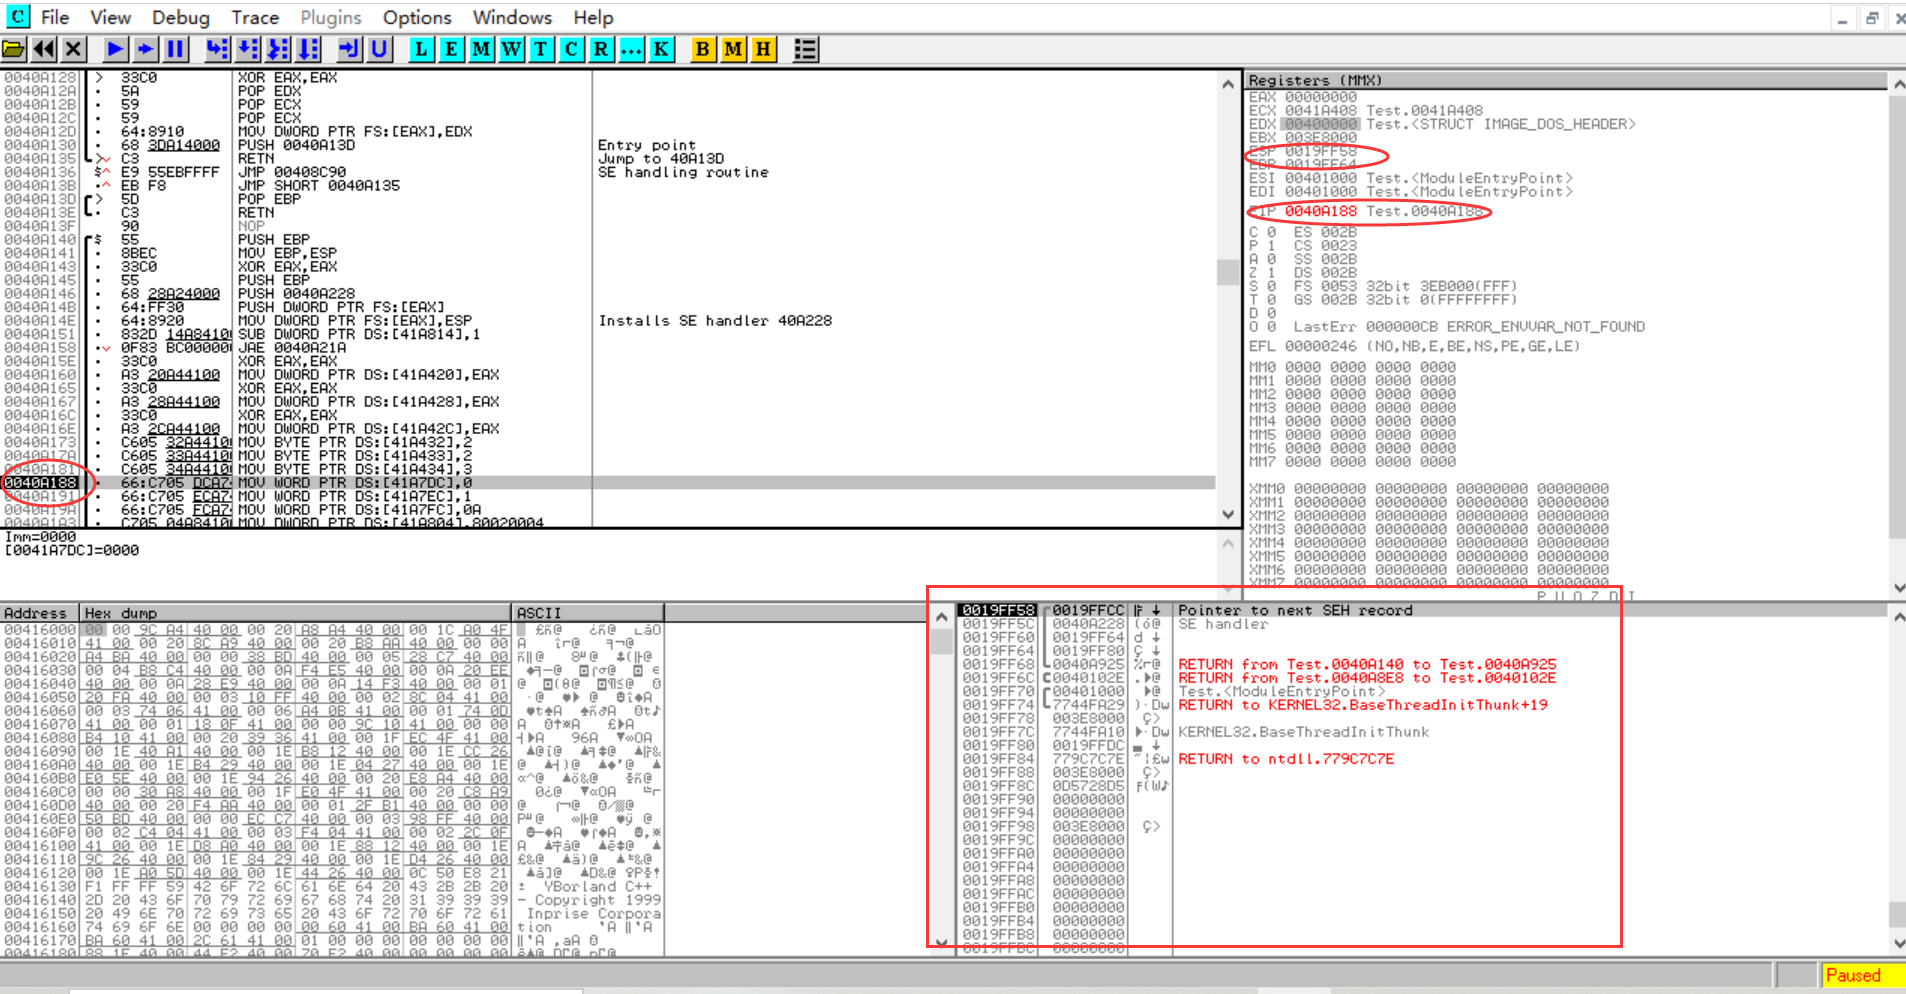 C File View Debug Trace Plugins Options Windows Help
L E M W T C R ... K B M H
0040A128 33C0 XOR EAX,EAX
0040A12A 5A POP EDX
0040A12B 59 POP ECX
0040A12C 59 POP ECX
0040A12D 64:8910 MOV DWORD PTR FS:[EAX],EDX
0040A130 68 3DA14000 PUSH 0040A13D Entry point
0040A135 C3 RETN Jump to 40A13D
0040A136 E9 55EBFFFF JMP 00408C90 SE handling routine
0040A13B EB F8 JMP SHORT 0040A135
0040A13D 5D POP EBP
0040A13E C3 RETN
0040A13F 90 NOP
0040A140 55 PUSH EBP
0040A141 8BEC MOV EBP,ESP
0040A143 33C0 XOR EAX,EAX
0040A145 55 PUSH EBP
0040A146 68 28A24000 PUSH 0040A228
0040A14B 64:FF30 PUSH DWORD PTR FS:[EAX]
0040A14E 64:8920 MOV DWORD PTR FS:[EAX],ESP Installs SE handler 40A228
0040A151 832D 14A8410 SUB DWORD PTR DS:[41A814],1
0040A158 0F83 BC00000 JAE 0040A21A
0040A15E 33C0 XOR EAX,EAX
0040A160 A3 20A44100 MOV DWORD PTR DS:[41A420],EAX
0040A165 33C0 XOR EAX,EAX
0040A167 A3 28A44100 MOV DWORD PTR DS:[41A428],EAX
0040A16C 33C0 XOR EAX,EAX
0040A16E A3 2CA44100 MOV DWORD PTR DS:[41A42C],EAX
0040A173 C605 32A4410 MOV BYTE PTR DS:[41A432],2
0040A17A C605 33A4410 MOV BYTE PTR DS:[41A433],2
0040A181 C605 34A4410 MOV BYTE PTR DS:[41A434],3
0040A188 66:C705 DCA7 MOV WORD PTR DS:[41A7DC],0
0040A191 66:C705 ECA7 MOV WORD PTR DS:[41A7EC],1
0040A19A 66:C705 FCA7 MOV WORD PTR DS:[41A7FC],0A
0040A1A3 C705 04A8410 MOV DWORD PTR DS:[41A804],80020004
Imm=0000
[0041A7DC]=0000
Registers (MMX)
EAX 00000000
ECX 0041A408 Test.0041A408
EDX 00400000 Test.<STRUCT IMAGE_DOS_HEADER>
EBX 003E8000
ESP 0019FF58
EBP 0019FF64
ESI 00401000 Test.<ModuleEntryPoint>
EDI 00401000 Test.<ModuleEntryPoint>
EIP 0040A188 Test.0040A188
C 0 ES 002B
P 1 CS 0023
A 0 SS 002B
Z 1 DS 002B
S 0 FS 0053 32bit 3EB000(FFF)
T 0 GS 002B 32bit 0(FFFFFFFF)
D 0
O 0 LastErr 000000CB ERROR_ENVVAR_NOT_FOUND
EFL 00000246 (NO,NB,E,BE,NS,PE,GE,LE)
MM0 0000 0000 0000 0000
MM1 0000 0000 0000 0000
MM2 0000 0000 0000 0000
MM3 0000 0000 0000 0000
MM4 0000 0000 0000 0000
MM5 0000 0000 0000 0000
MM6 0000 0000 0000 0000
MM7 0000 0000 0000 0000
XMM0 00000000 00000000 00000000 00000000
XMM1 00000000 00000000 00000000 00000000
XMM2 00000000 00000000 00000000 00000000
XMM3 00000000 00000000 00000000 00000000
XMM4 00000000 00000000 00000000 00000000
XMM5 00000000 00000000 00000000 00000000
XMM6 00000000 00000000 00000000 00000000
XMM7 00000000 00000000 00000000 00000000
P U O Z D I
Address Hex dump ASCII
00416000 00 00 9C A4 40 00 00 20 A8 A4 40 00 00 1C A0 4F
00416010 41 00 00 20 8C A9 40 00 00 20 B8 AA 40 00 00 00
00416020 A4 BA 40 00 00 00 38 BD 40 00 00 05 28 C7 40 00
00416030 00 04 B8 C4 40 00 00 0A F4 E5 40 00 00 0A 20 EE
00416040 40 00 00 0A 28 E9 40 00 00 0A 14 F3 40 00 00 01
00416050 20 FA 40 00 00 03 10 FF 40 00 00 02 8C 04 41 00
00416060 00 03 74 06 41 00 00 06 A4 0B 41 00 00 01 74 0D
00416070 41 00 00 01 18 0F 41 00 00 00 9C 10 41 00 00 00
00416080 B4 10 41 00 00 20 39 36 41 00 00 1F EC 4F 41 00
00416090 00 1E 40 A1 40 00 00 1E B8 12 40 00 00 1E CC 26
004160A0 40 00 00 1E B4 29 40 00 00 1E 04 27 40 00 00 1E
004160B0 E0 5E 40 00 00 1E 94 26 40 00 00 20 E8 A4 40 00
004160C0 00 00 30 A8 40 00 00 1F E0 4F 41 00 00 20 C8 A9
004160D0 40 00 00 20 F4 AA 40 00 00 01 2F B1 40 00 00 00
004160E0 50 BD 40 00 00 00 EC C7 40 00 00 03 98 FF 40 00
004160F0 00 02 C4 04 41 00 00 03 F4 04 41 00 00 02 2C 0F
00416100 41 00 00 1E D8 A0 40 00 00 1E 88 12 40 00 00 1E
00416110 9C 26 40 00 00 1E 84 29 40 00 00 1E D4 26 40 00
00416120 00 1E A0 5D 40 00 00 1E 44 26 40 00 0C 50 E8 21
00416130 F1 FF FF 59 42 6F 72 6C 61 6E 64 20 43 2B 2B 20 YBorland C++
00416140 2D 20 43 6F 70 79 72 69 67 68 74 20 31 39 39 39 - Copyright 1999
00416150 20 49 6E 70 72 69 73 65 20 43 6F 72 70 6F 72 61 Inprise Corpora
00416160 74 69 6F 6E 00 00 00 00 00 60 41 00 BA 60 41 00 tion
00416170 BA 60 41 00 2C 61 41 00 01 00 00 00 00 00 00 00
00416180 88 1E 40 00 44 F2 40 00 70 F2 40 00 00 00 00 00
0019FF58 0019FFCC Pointer to next SEH record
0019FF5C 0040A228 SE handler
0019FF60 0019FF64
0019FF64 0019FF80
0019FF68 0040A925 RETURN from Test.0040A140 to Test.0040A925
0019FF6C 0040102E RETURN from Test.0040A8E8 to Test.0040102E
0019FF70 00401000 Test.<ModuleEntryPoint>
0019FF74 7744FA29 RETURN to KERNEL32.BaseThreadInitThunk+19
0019FF78 003E8000
0019FF7C 7744FA10 KERNEL32.BaseThreadInitThunk
0019FF80 0019FFDC
0019FF84 779C7C7E RETURN to ntdll.779C7C7E
0019FF88 003E8000
0019FF8C 0D5728D5
0019FF90 00000000
0019FF94 00000000
0019FF98 003E8000
0019FF9C 00000000
0019FFA0 00000000
0019FFA4 00000000
0019FFA8 00000000
0019FFAC 00000000
0019FFB0 00000000
0019FFB4 00000000
0019FFB8 00000000
0019FFBC 00000000
Paused